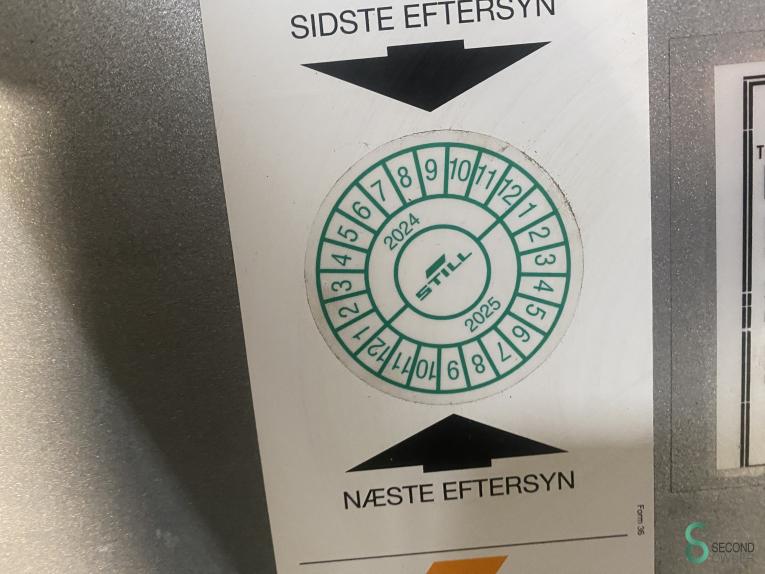 SIDSTE EFTERSYN
7 8 9 10 11 12 1 2 3 4 5 6 7 8 9 10 11 12 1 2 3 4 5 6
2024
STILL
2025
NÆSTE EFTERSYN
Form 36
T
SECOND